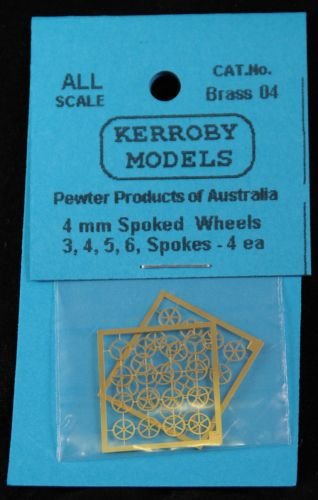 ALL
SCALE
CAT.No.
Brass 04
KERROBY
MODELS
Pewter Products of Australia
4 mm Spoked Wheels
3, 4, 5, 6, Spokes - 4 ea